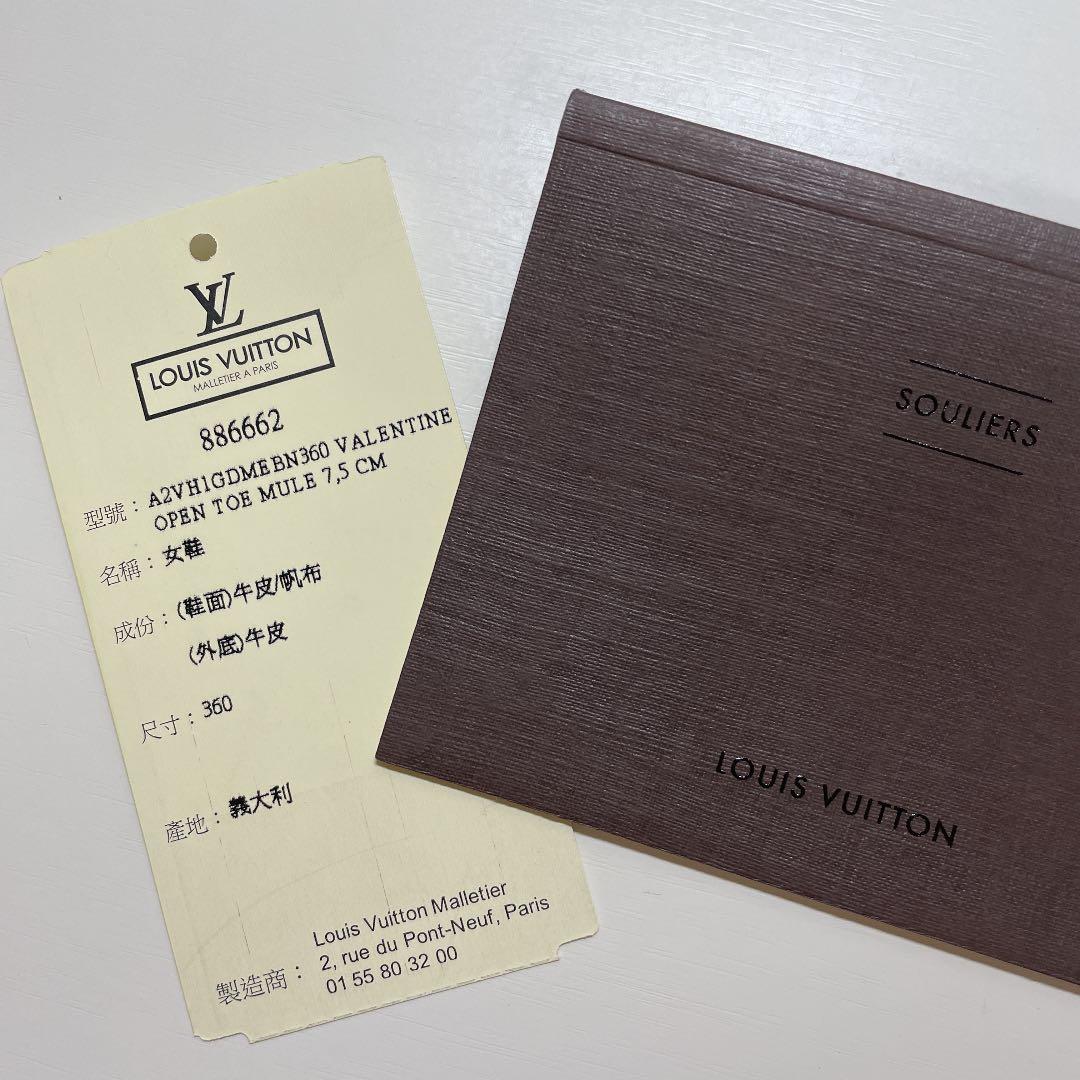 LV
LOUIS VUITTON
MALLETIER A PARIS
886662
型號：A2VH1GDMEBN360 VALENTINE
OPEN TOE MULE 7,5 CM
名稱：女鞋
成份：(鞋面)牛皮/帆布
(外底)牛皮
尺寸：360
產地：義大利
製造商：Louis Vuitton Malletier
2, rue du Pont-Neuf, Paris
01 55 80 32 00
SOULIERS
LOUIS VUITTON